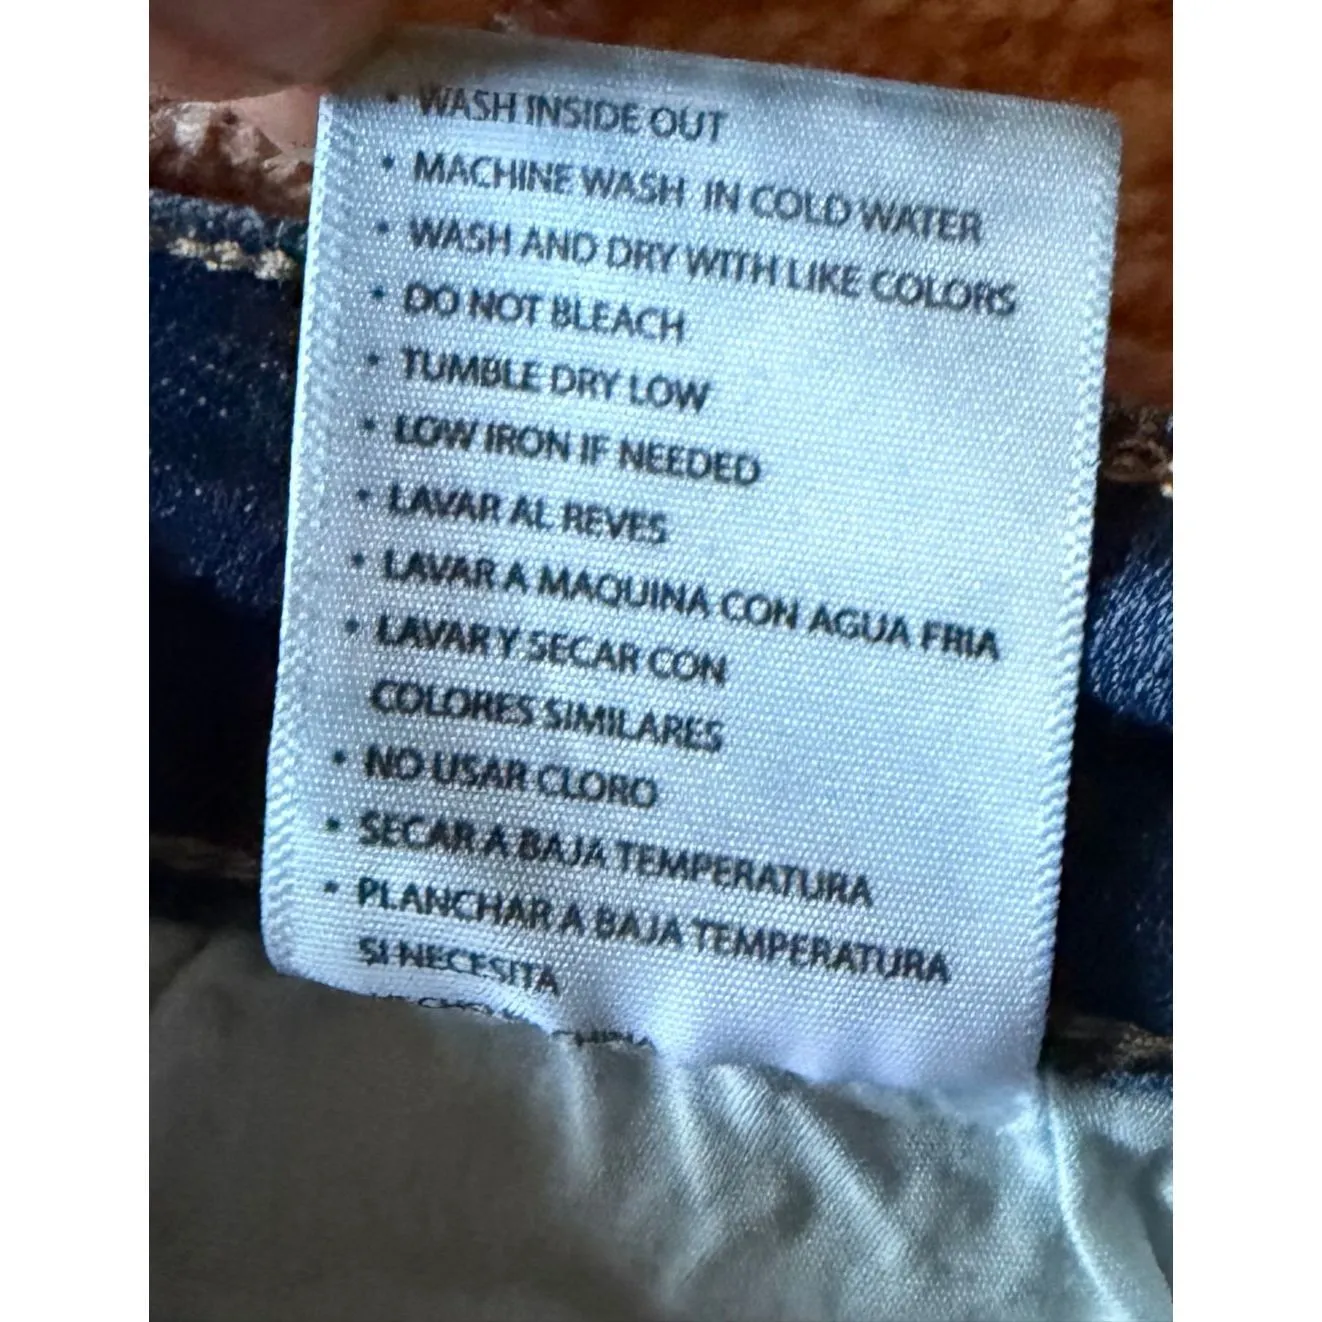 • WASH INSIDE OUT
• MACHINE WASH IN COLD WATER
• WASH AND DRY WITH LIKE COLORS
• DO NOT BLEACH
• TUMBLE DRY LOW
• LOW IRON IF NEEDED
• LAVAR AL REVES
• LAVAR A MAQUINA CON AGUA FRIA
• LAVAR Y SECAR CON
COLORES SIMILARES
• NO USAR CLORO
• SECAR A BAJA TEMPERATURA
• PLANCHAR A BAJA TEMPERATURA
SI NECESITA